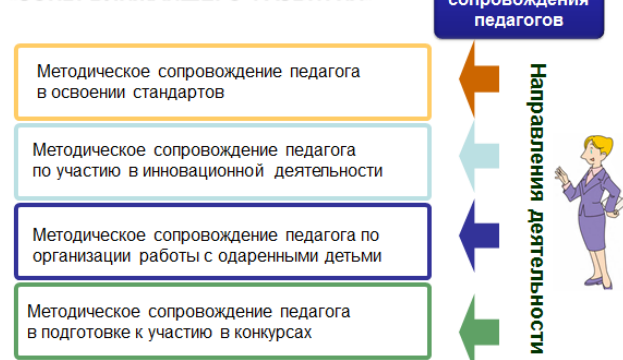 сопровождения
педагогов
Методическое сопровождение педагога
в освоении стандартов
Методическое сопровождение педагога
по участию в инновационной деятельности
Методическое сопровождение педагога по
организации работы с одаренными детьми
Методическое сопровождение педагога
в подготовке к участию в конкурсах
Направления деятельности